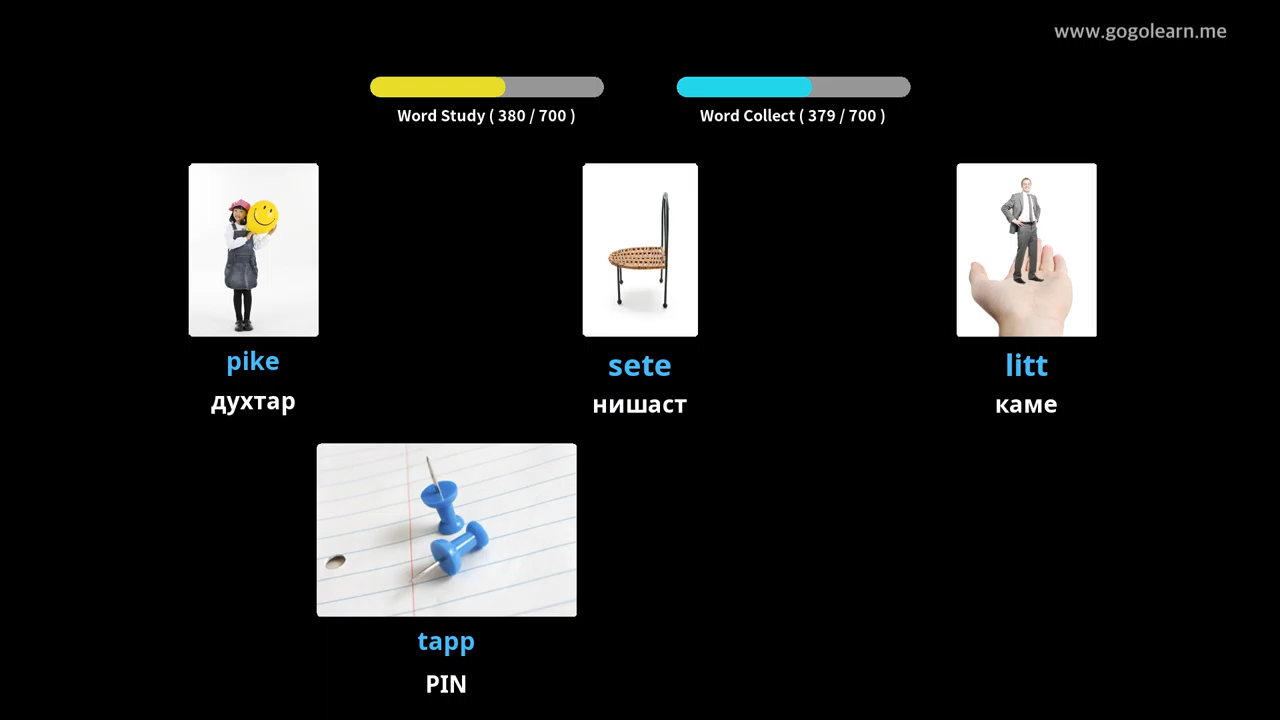 www.gogolearn.me
Word Study ( 380 / 700 )
Word Collect ( 379 / 700 )
pike
духтар
sete
нишаст
litt
каме
tapp
PIN